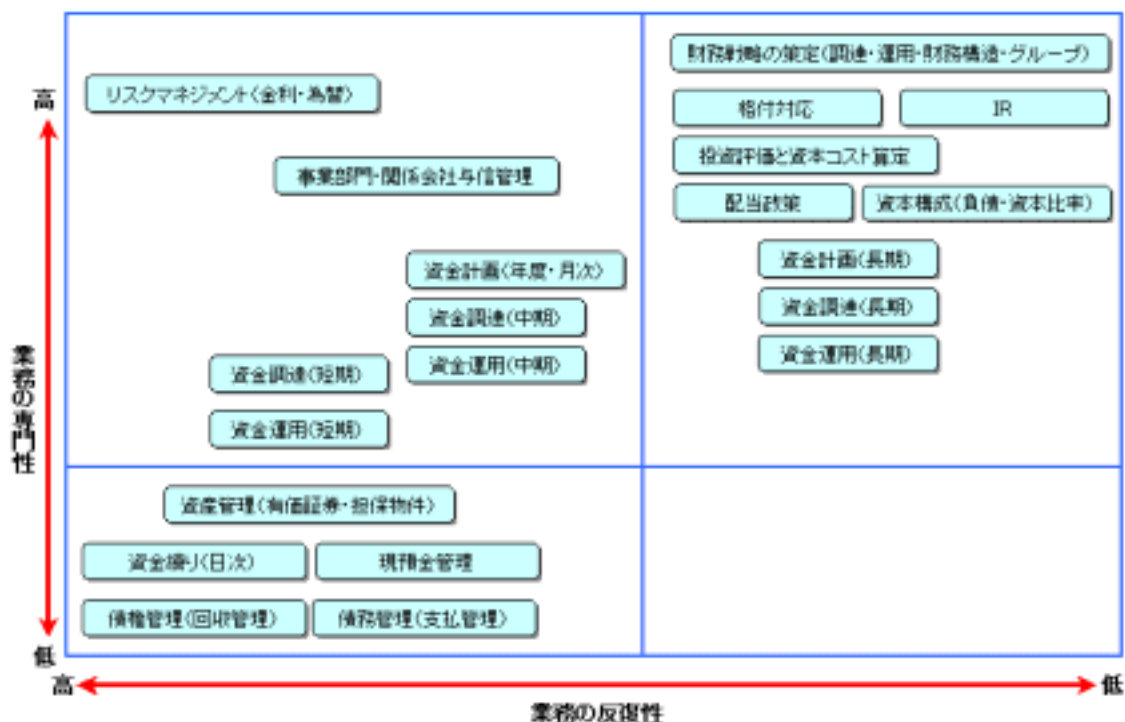 財務戦略の策定(調達・運用・財務構造・グループ)
高
リスクマネジメント(金利・為替)
格付対応
IR
投資評価と資本コスト算定
事業部門・関係会社与信管理
配当政策
資本構成(負債・資本比率)
資金計画(年度・月次)
資金計画(長期)
資金調達(中期)
資金調達(長期)
資金運用(中期)
資金運用(長期)
資金調達(短期)
資金運用(短期)
業務の専門性
資産管理(有価証券・担保物件)
資金繰り(日次)
現預金管理
債権管理(回収管理)
債務管理(支払管理)
低
高
低
業務の反復性